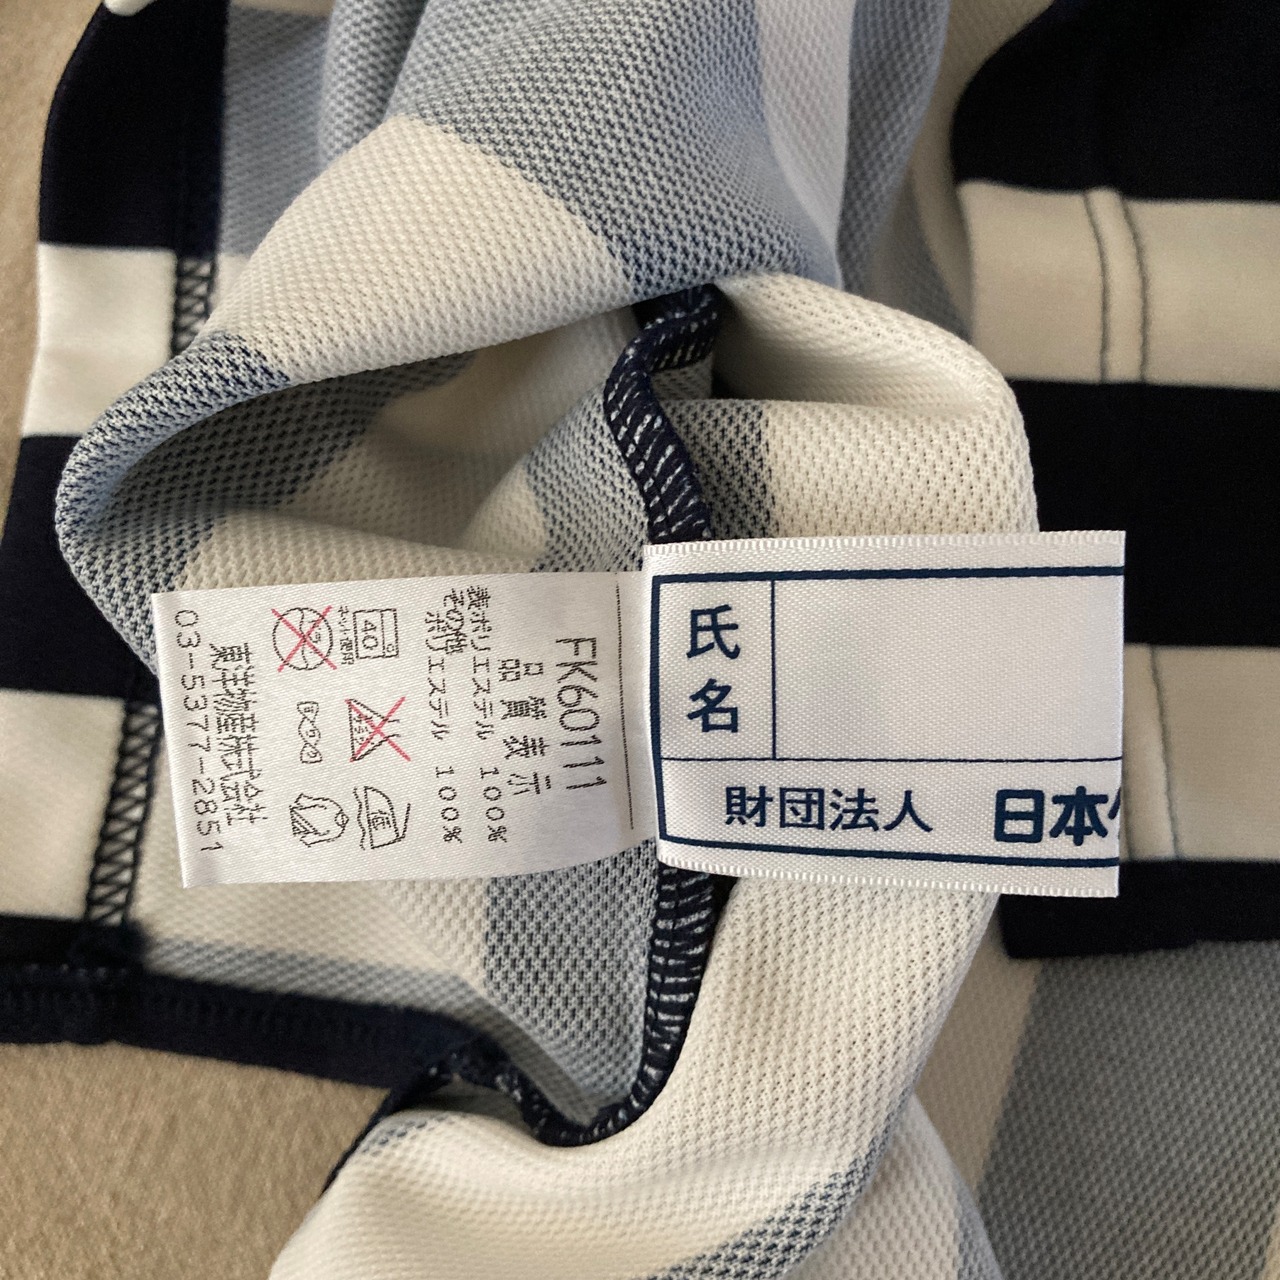 FK60111
品質表示
表ポリエステル 100%
その他
ポリエステル 100%
40
ネット使用
中
東洋物産株式会社
03-5377-2851
氏名
財団法人 日本